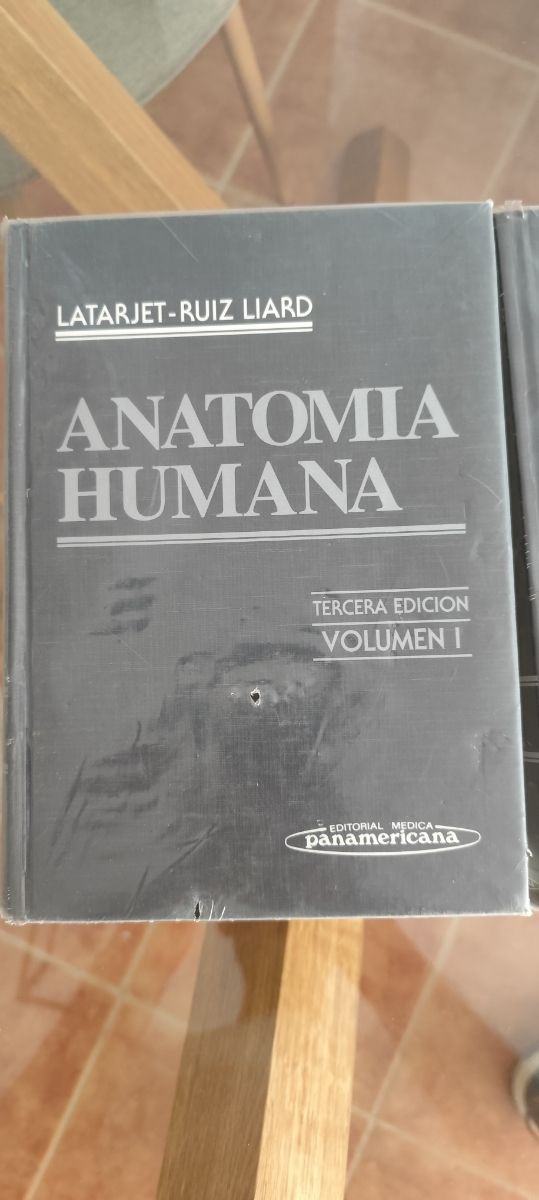 LATARJET-RUIZ LIARD
ANATOMIA
HUMANA
TERCERA EDICION
VOLUMEN I
EDITORIAL MEDICA
panamericana